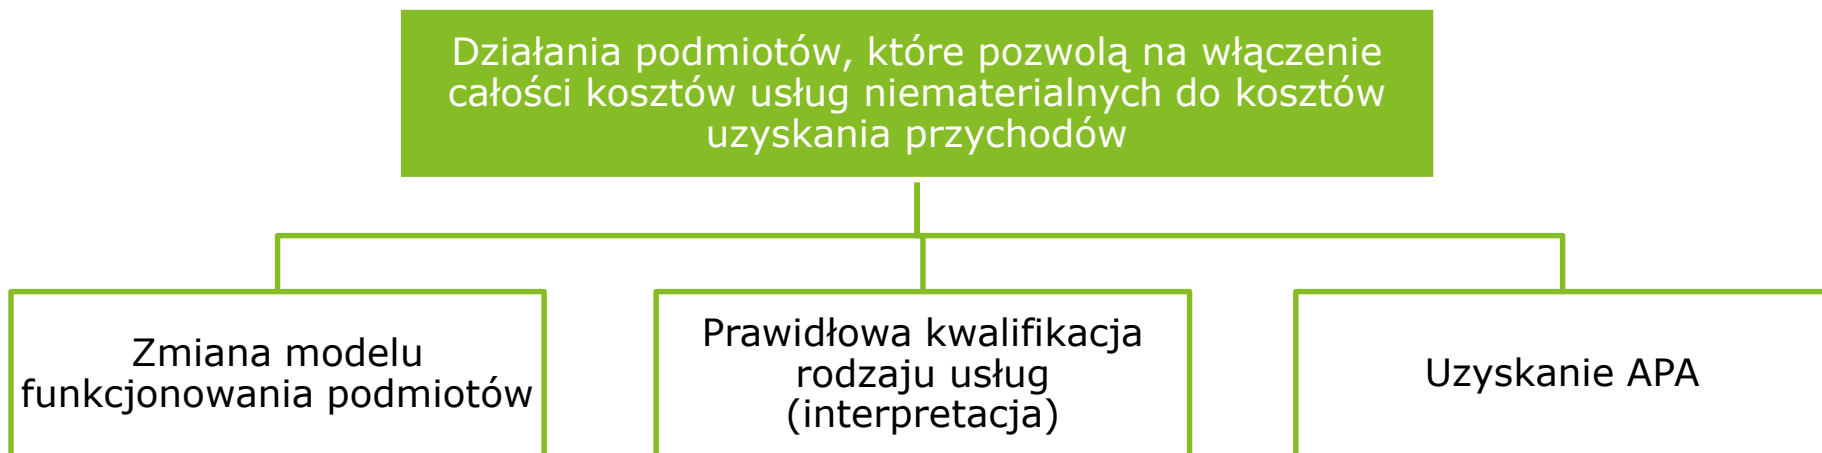 Działania podmiotów, które pozwolą na włączenie
całości kosztów usług niematerialnych do kosztów
uzyskania przychodów
Zmiana modelu
funkcjonowania podmiotów
Prawidłowa kwalifikacja
rodzaju usług
(interpretacja)
Uzyskanie APA